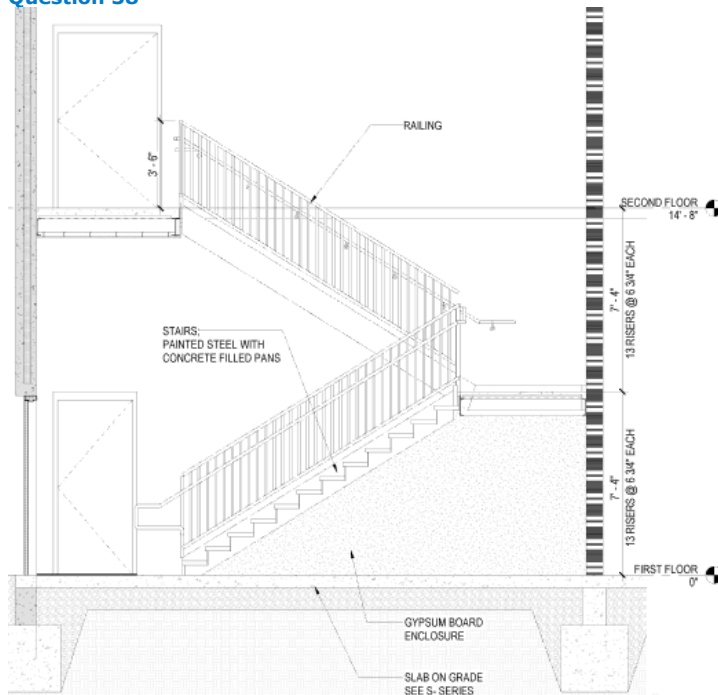 Question 58
RAILING
3' - 6"
SECOND FLOOR
14' - 8"
7' - 4"
13 RISERS @ 6 3/4" EACH
STAIRS;
PAINTED STEEL WITH
CONCRETE FILLED PANS
7' - 4"
13 RISERS @ 6 3/4" EACH
FIRST FLOOR
0"
GYPSUM BOARD
ENCLOSURE
SLAB ON GRADE
SEE S- SERIES